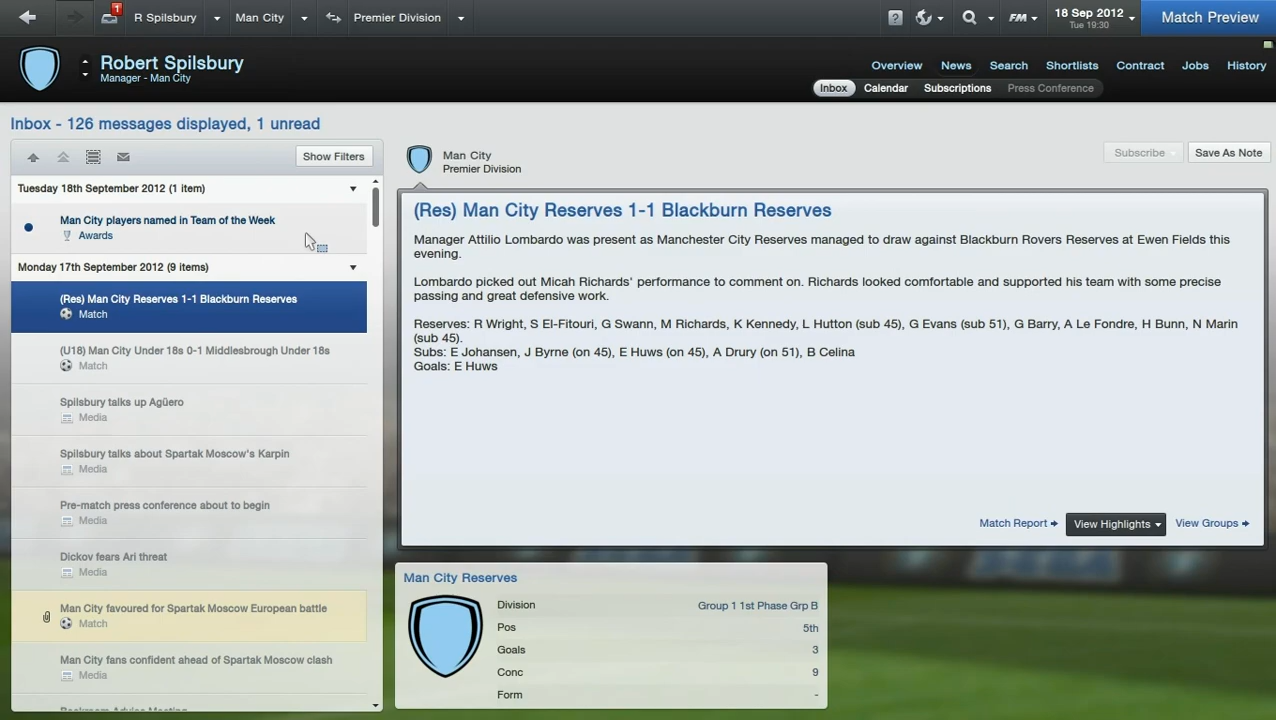 1
R Spilsbury
Man City
Premier Division
?
FM
18 Sep 2012
Tue 19:30
Match Preview
Robert Spilsbury
Manager - Man City
Overview
News
Search
Shortlists
Contract
Jobs
History
Inbox
Calendar
Subscriptions
Press Conference
Inbox - 126 messages displayed, 1 unread
Show Filters
Tuesday 18th September 2012 (1 item)
Man City players named in Team of the Week
Awards
Monday 17th September 2012 (9 items)
(Res) Man City Reserves 1-1 Blackburn Reserves
Match
(U18) Man City Under 18s 0-1 Middlesbrough Under 18s
Match
Spilsbury talks up Agüero
Media
Spilsbury talks about Spartak Moscow's Karpin
Media
Pre-match press conference about to begin
Media
Dickov fears Ari threat
Media
Man City favoured for Spartak Moscow European battle
Match
Man City fans confident ahead of Spartak Moscow clash
Media
Man City
Premier Division
Subscribe
Save As Note
(Res) Man City Reserves 1-1 Blackburn Reserves
Manager Attilio Lombardo was present as Manchester City Reserves managed to draw against Blackburn Rovers Reserves at Ewen Fields this
evening.
Lombardo picked out Micah Richards' performance to comment on. Richards looked comfortable and supported his team with some precise
passing and great defensive work.
Reserves: R Wright, S El-Fitouri, G Swann, M Richards, K Kennedy, L Hutton (sub 45), G Evans (sub 51), G Barry, A Le Fondre, H Bunn, N Marin
(sub 45).
Subs: E Johansen, J Byrne (on 45), E Huws (on 45), A Drury (on 51), B Celina
Goals: E Huws
Match Report
View Highlights
View Groups
Man City Reserves
Division Group 1 1st Phase Grp B
Pos 5th
Goals 3
Conc 9
Form -